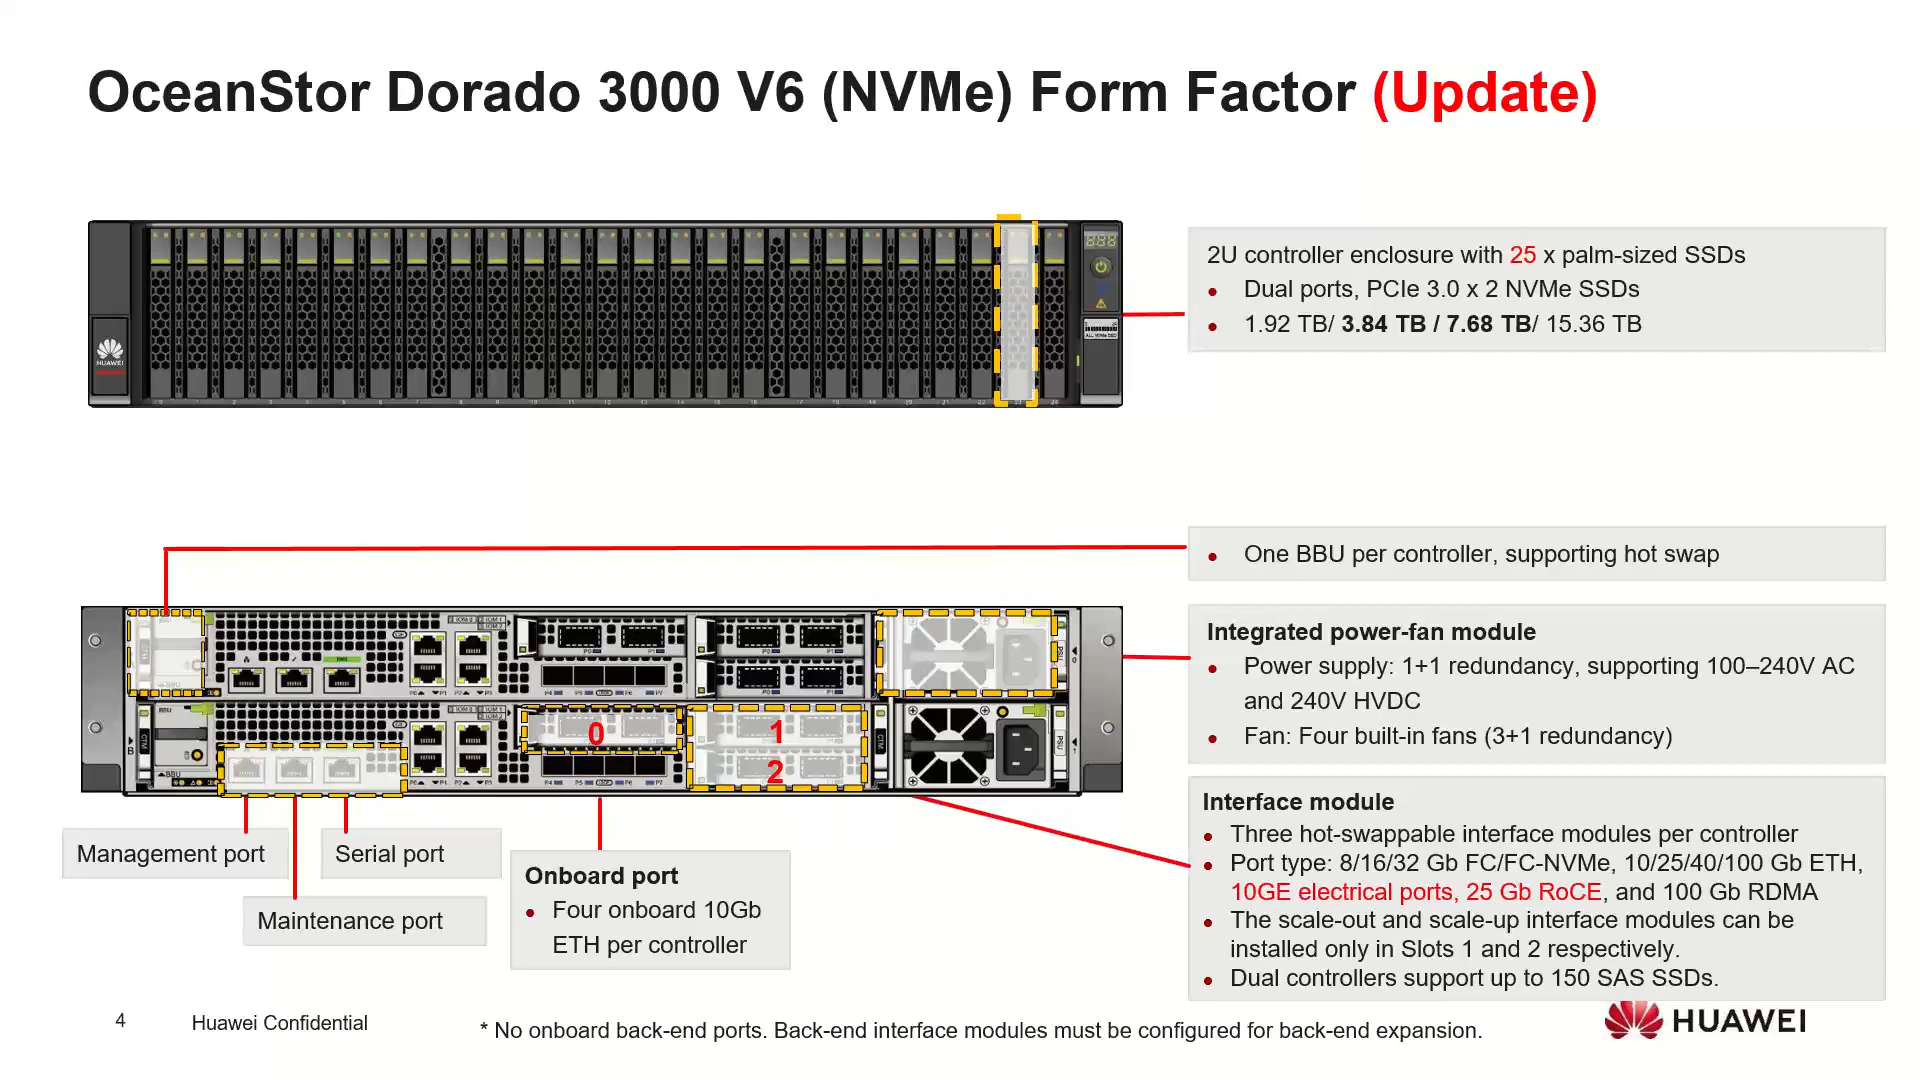 OceanStor Dorado 3000 V6 (NVMe) Form Factor (Update)
2U controller enclosure with 25 x palm-sized SSDs
• Dual ports, PCIe 3.0 x 2 NVMe SSDs
• 1.92 TB/ 3.84 TB / 7.68 TB/ 15.36 TB
HUAWEI
• One BBU per controller, supporting hot swap
Integrated power-fan module
• Power supply: 1+1 redundancy, supporting 100–240V AC
and 240V HVDC
• Fan: Four built-in fans (3+1 redundancy)
0
1
2
Interface module
• Three hot-swappable interface modules per controller
• Port type: 8/16/32 Gb FC/FC-NVMe, 10/25/40/100 Gb ETH,
10GE electrical ports, 25 Gb RoCE, and 100 Gb RDMA
• The scale-out and scale-up interface modules can be
installed only in Slots 1 and 2 respectively.
• Dual controllers support up to 150 SAS SSDs.
Management port
Serial port
Maintenance port
Onboard port
• Four onboard 10Gb
ETH per controller
4
Huawei Confidential
* No onboard back-end ports. Back-end interface modules must be configured for back-end expansion.
HUAWEI